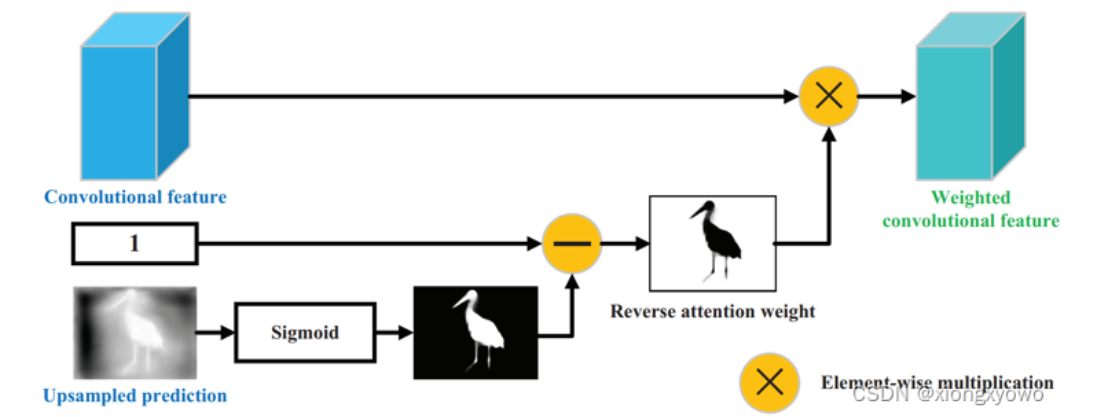 Convolutional feature
Weighted
convolutional feature
1
Sigmoid
Reverse attention weight
Upsampled prediction
Element-wise multiplication
CSDN @xiongxyowo